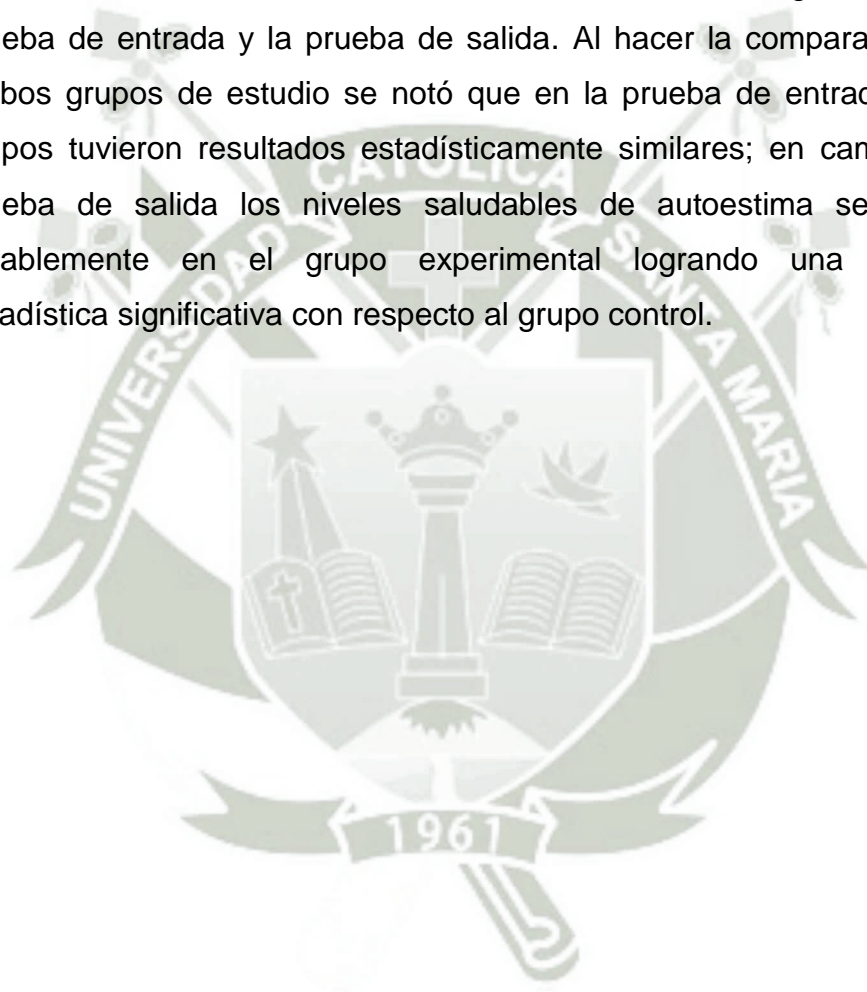 eba de entrada y la prueba de salida. Al hacer la compara
bos grupos de estudio se notó que en la prueba de entrad
pos tuvieron resultados estadísticamente similares; en cam
eba de salida los niveles saludables de autoestima se
ablemente en el grupo experimental logrando una
adística significativa con respecto al grupo control.
UNIVERSIDAD CATOLICA SANTA MARIA
1961